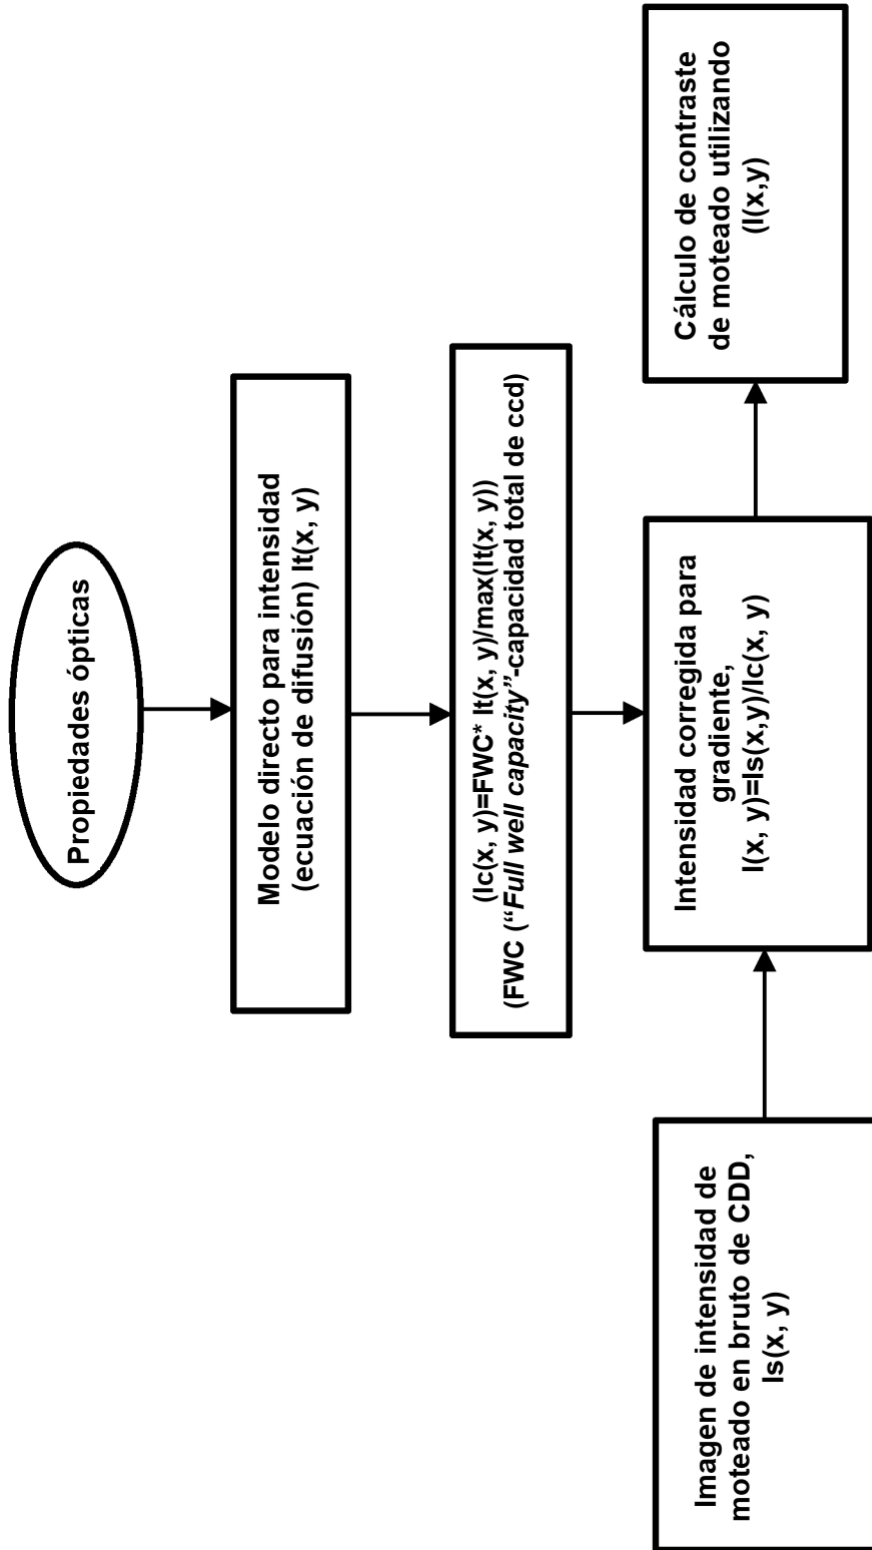 Propiedades ópticas
Modelo directo para intensidad
(ecuación de difusión) It(x, y)
(Ic(x, y)=FWC* It(x, y)/max(It(x, y))
(FWC (“Full well capacity”-capacidad total de ccd)
Imagen de intensidad de
moteado en bruto de CDD,
Is(x, y)
Intensidad corregida para
gradiente,
I(x, y)=Is(x,y)/Ic(x, y)
Cálculo de contraste
de moteado utilizando
(I(x,y)